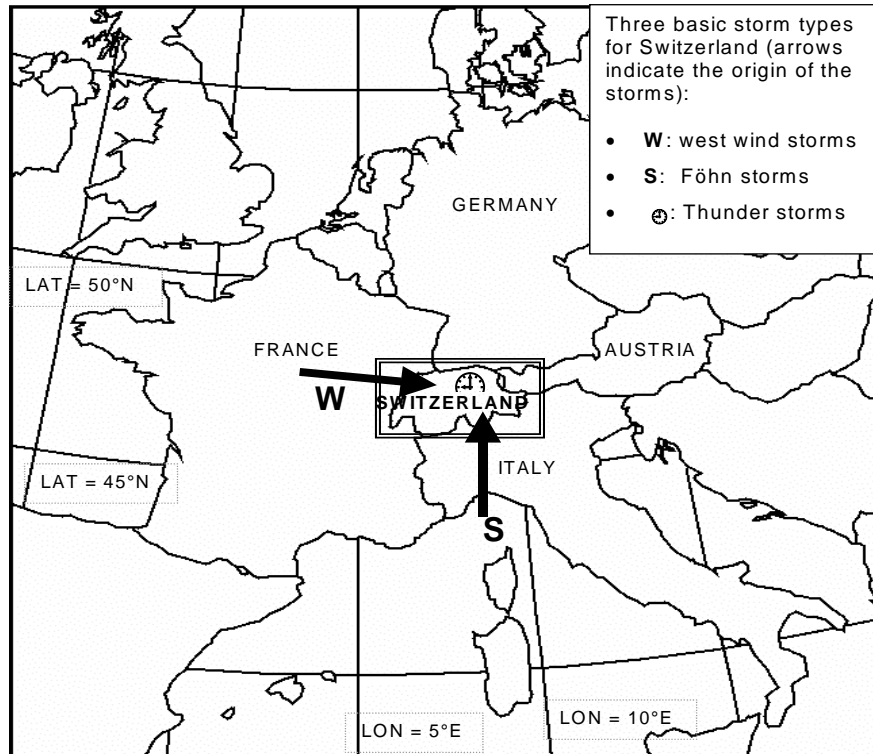 Three basic storm types
for Switzerland (arrows
indicate the origin of the
storms):
• W: west wind storms
• S: Föhn storms
• : Thunder storms
GERMANY
LAT = 50°N
FRANCE
AUSTRIA
W
SWITZERLAND
ITALY
LAT = 45°N
S
LON = 5°E
LON = 10°E